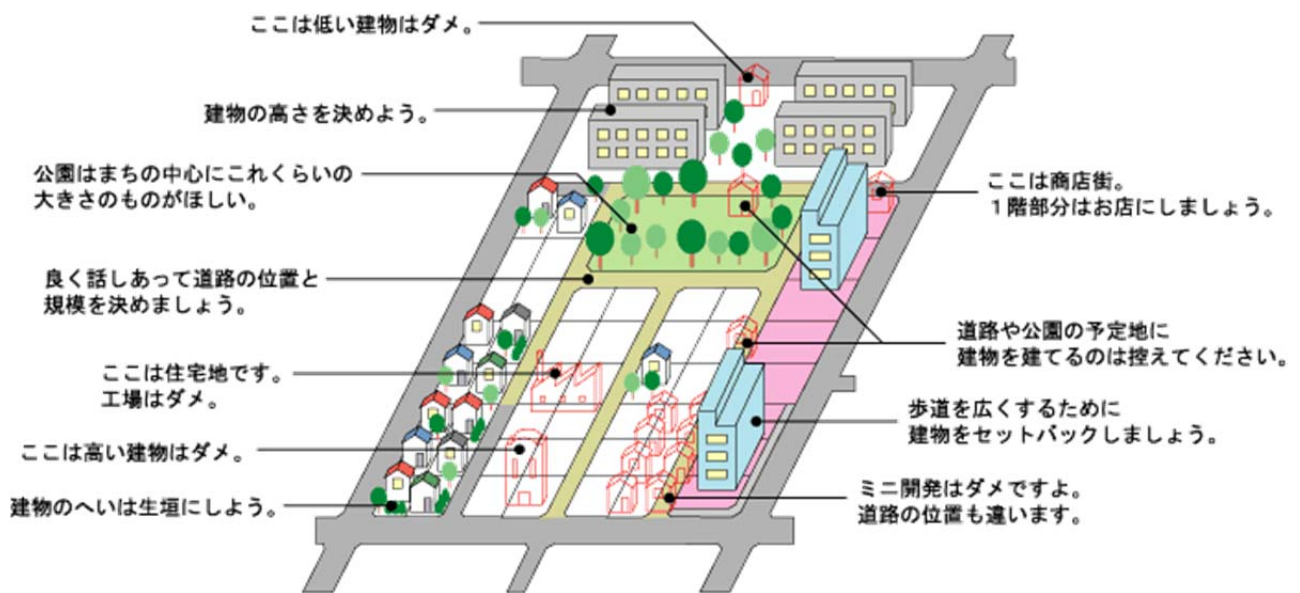 ここは低い建物はダメ。
建物の高さを決めよう。
公園はまちの中心にこれくらいの
大きさのものがほしい。
ここは商店街。
１階部分はお店にしましょう。
良く話しあって道路の位置と
規模を決めましょう。
道路や公園の予定地に
建物を建てるのは控えてください。
ここは住宅地です。
工場はダメ。
歩道を広くするために
建物をセットバックしましょう。
ここは高い建物はダメ。
ミニ開発はダメですよ。
道路の位置も違います。
建物のへいは生垣にしよう。